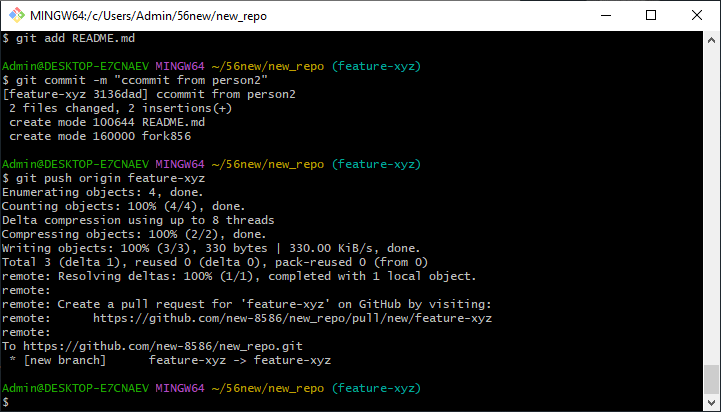 MINGW64:/c/Users/Admin/56new/new_repo
$ git add README.md
Admin@DESKTOP-E7CNAEV MINGW64 ~/56new/new_repo (feature-xyz)
$ git commit -m "ccommit from person2"
[feature-xyz 3136dad] ccommit from person2
 2 files changed, 2 insertions(+)
 create mode 100644 README.md
 create mode 160000 fork856
Admin@DESKTOP-E7CNAEV MINGW64 ~/56new/new_repo (feature-xyz)
$ git push origin feature-xyz
Enumerating objects: 4, done.
Counting objects: 100% (4/4), done.
Delta compression using up to 8 threads
Compressing objects: 100% (2/2), done.
Writing objects: 100% (3/3), 330 bytes | 330.00 KiB/s, done.
Total 3 (delta 1), reused 0 (delta 0), pack-reused 0 (from 0)
remote: Resolving deltas: 100% (1/1), completed with 1 local object.
remote:
remote: Create a pull request for 'feature-xyz' on GitHub by visiting:
remote:      https://github.com/new-8586/new_repo/pull/new/feature-xyz
remote:
To https://github.com/new-8586/new_repo.git
 * [new branch]      feature-xyz -> feature-xyz
Admin@DESKTOP-E7CNAEV MINGW64 ~/56new/new_repo (feature-xyz)
$